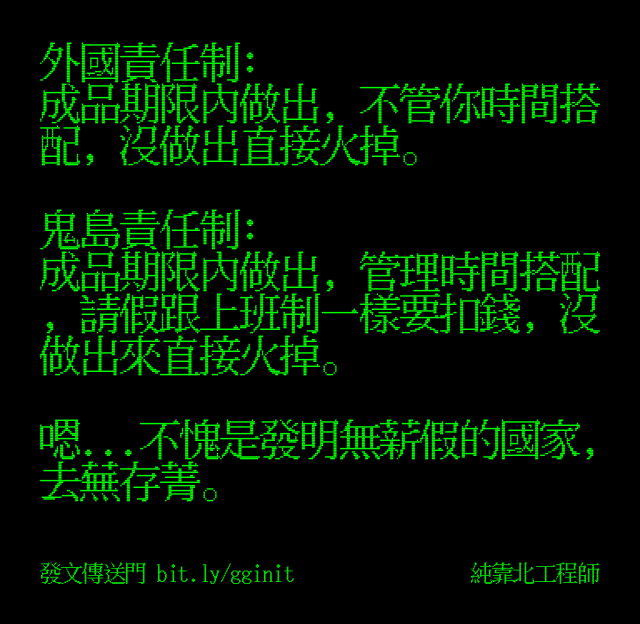 外國責任制:
成品期限內做出，不管你時間搭
配，沒做出直接火掉。
鬼島責任制:
成品期限內做出，管理時間搭配
，請假跟上班制一樣要扣錢，沒
做出來直接火掉。
嗯...不愧是發明無薪假的國家，
去蕪存菁。
發文傳送門 bit.ly/gginit
純靠北工程師